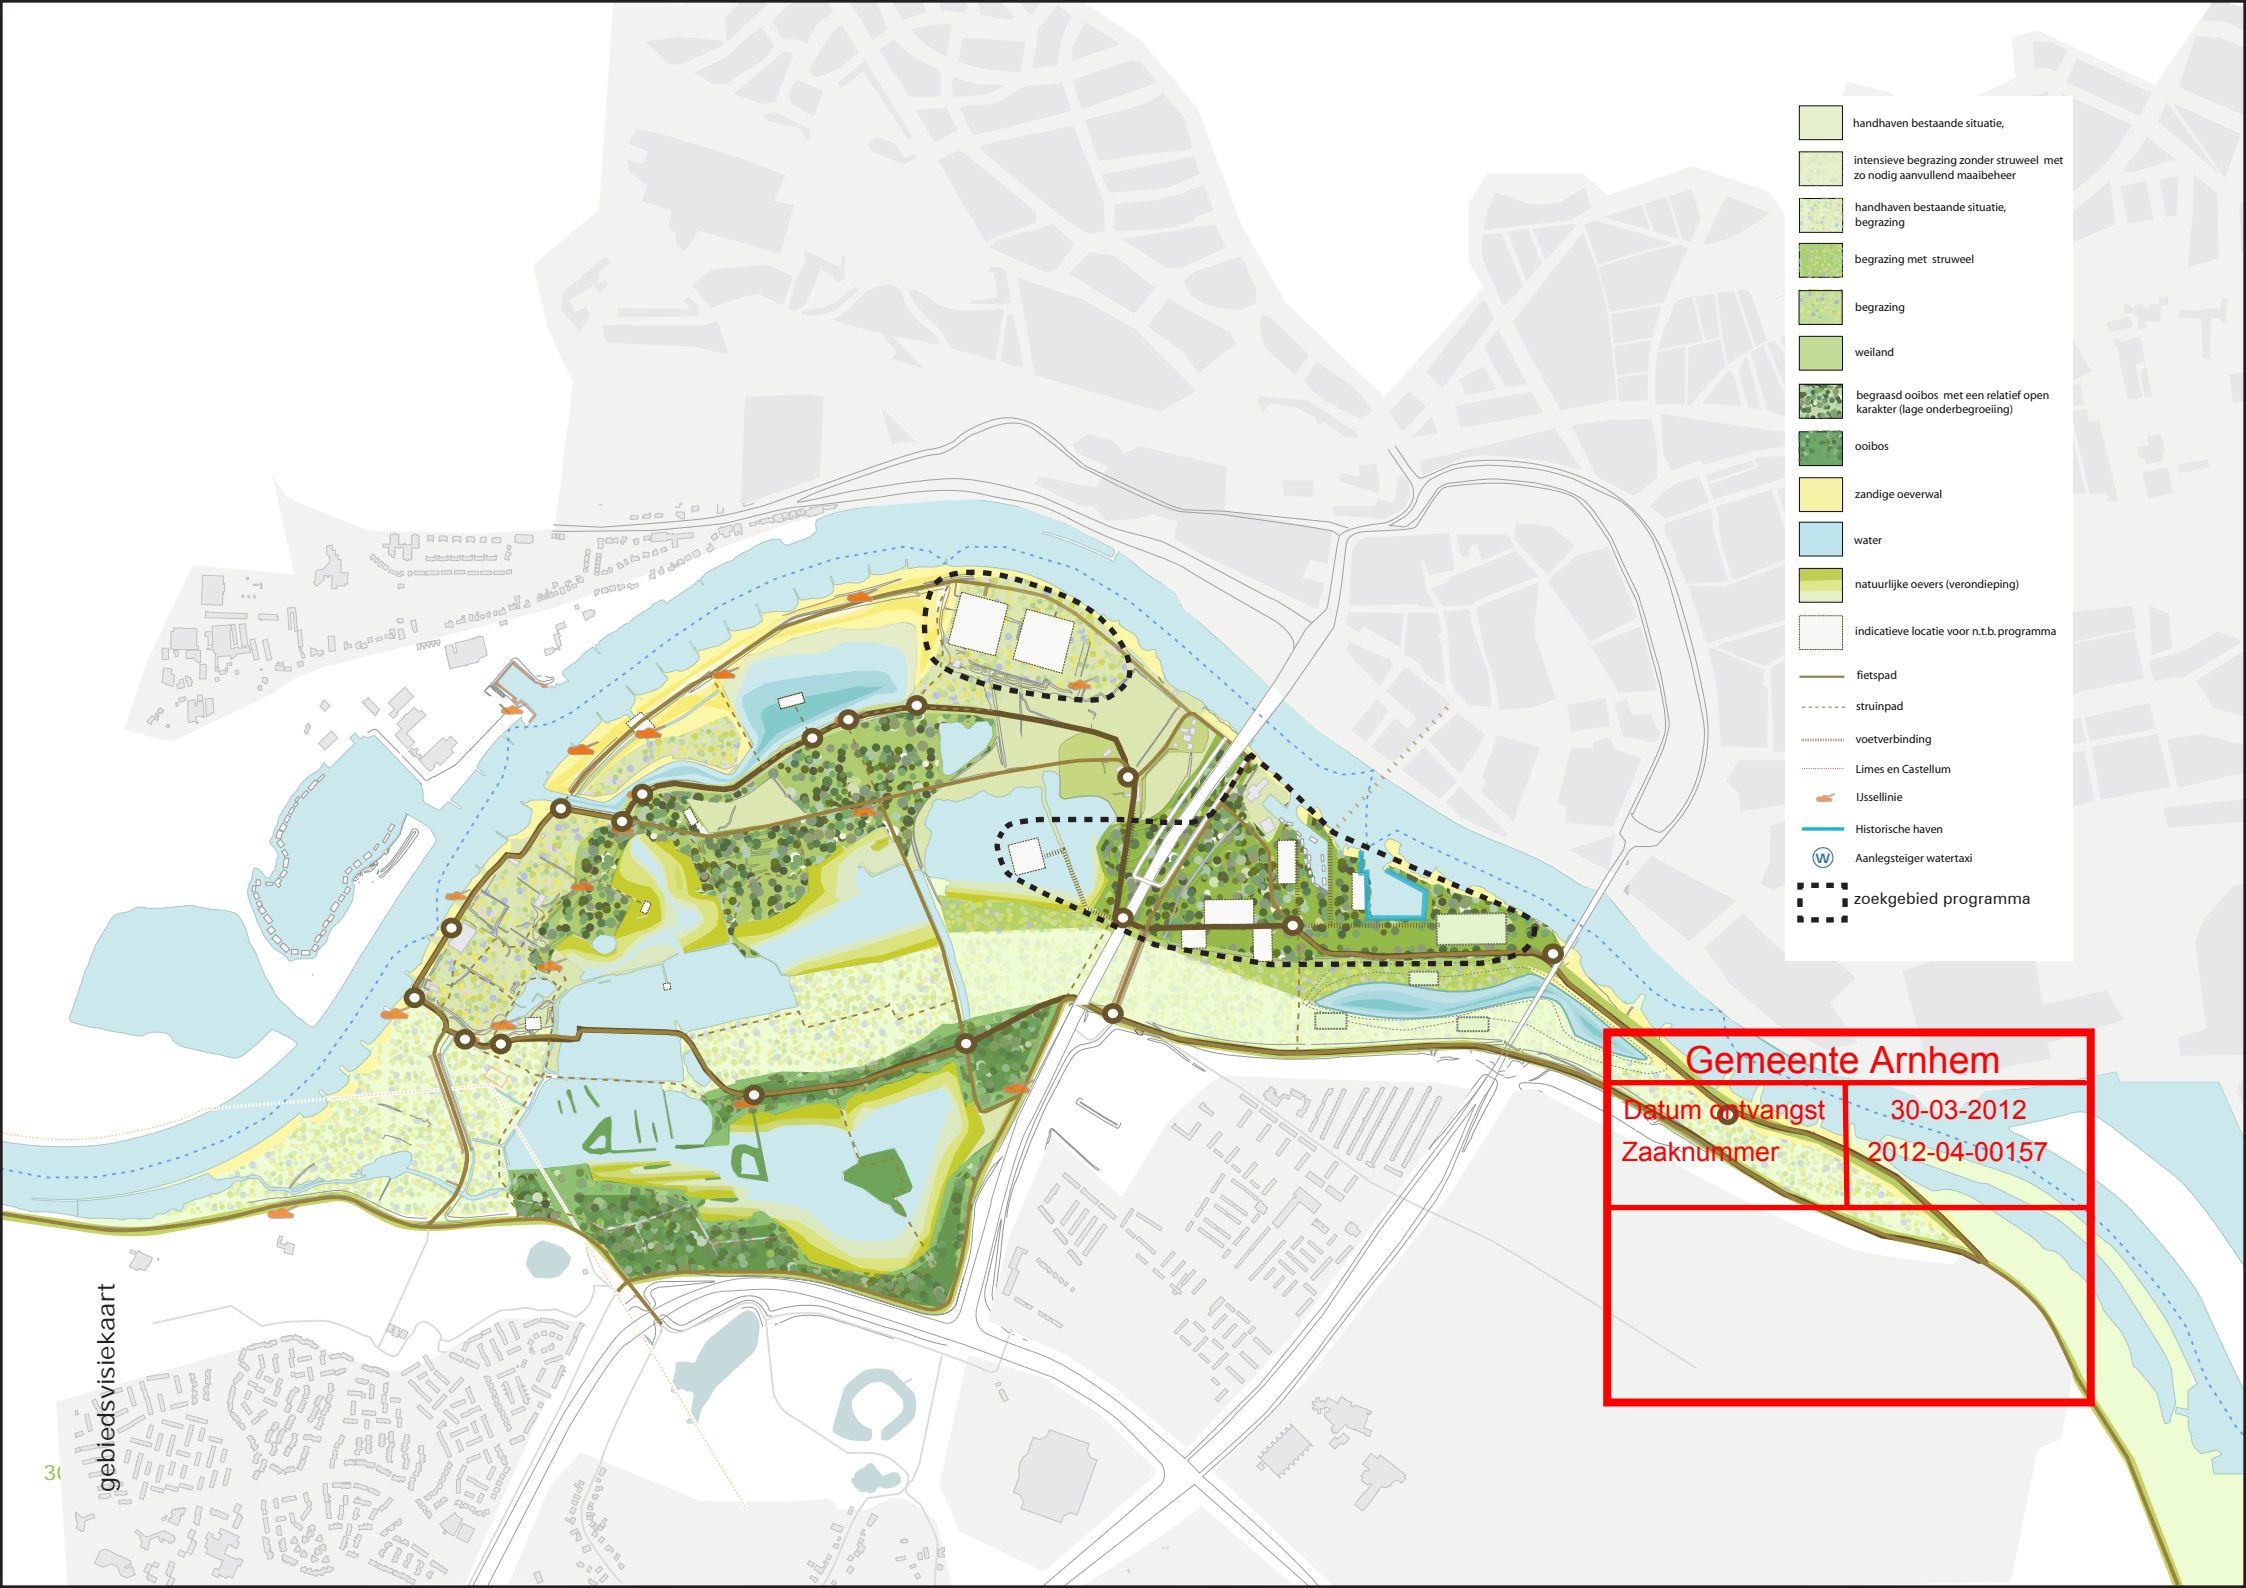 handhaven bestaande situatie,
intensieve begrazing zonder struweel met
zo nodig aanvullend maaibeheer
handhaven bestaande situatie,
begrazing
begrazing met struweel
begrazing
weiland
begraasd ooibos met een relatief open
karakter (lage onderbegroeiing)
ooibos
zandige oeverwal
water
natuurlijke oevers (verondieping)
indicatieve locatie voor n.t.b. programma
fietspad
struinpad
voetverbinding
Limes en Castellum
IJssellinie
Historische haven
W Aanlegsteiger watertaxi
zoekgebied programma
Gemeente Arnhem
Datum ontvangst 30-03-2012
Zaaknummer 2012-04-00157
gebiedsvisiekaart